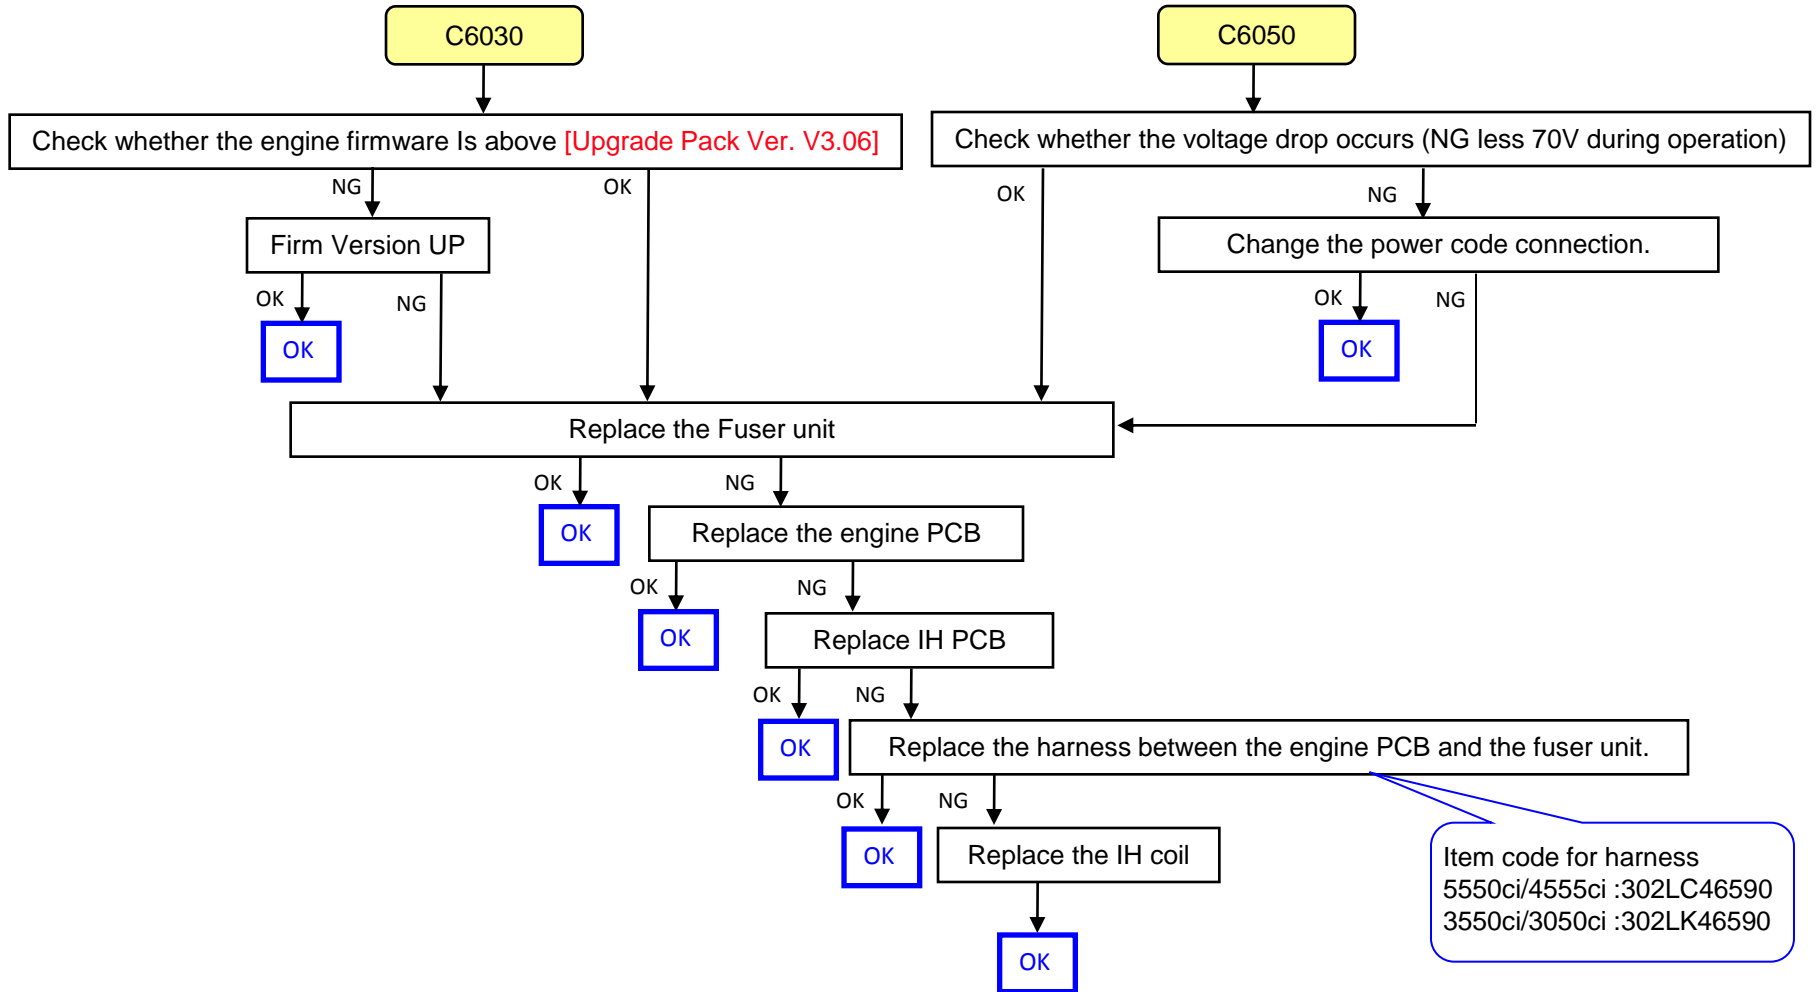 C6030
C6050
Check whether the engine firmware Is above [Upgrade Pack Ver. V3.06]
Check whether the voltage drop occurs (NG less 70V during operation)
NG
OK
OK
NG
Firm Version UP
Change the power code connection.
OK
NG
OK
NG
OK
OK
Replace the Fuser unit
OK
NG
OK
Replace the engine PCB
OK
NG
OK
Replace IH PCB
OK
NG
OK
Replace the harness between the engine PCB and the fuser unit.
OK
NG
OK
Replace the IH coil
Item code for harness
5550ci/4555ci :302LC46590
3550ci/3050ci :302LK46590
OK